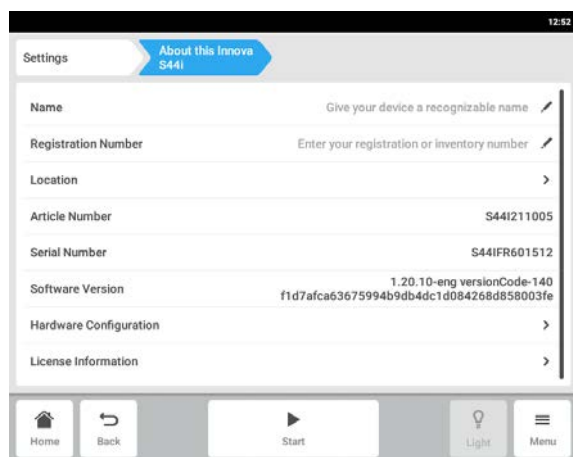 12:52
Settings
About this Innova
S44i
Name
Give your device a recognizable name
Registration Number
Enter your registration or inventory number
Location
Article Number
S44I211005
Serial Number
S44IFR601512
Software Version
1.20.10-eng versionCode-140
f1d7afca63675994b9db4dc1d084268d858003fe
Hardware Configuration
License Information
Home
Back
Start
Light
Menu